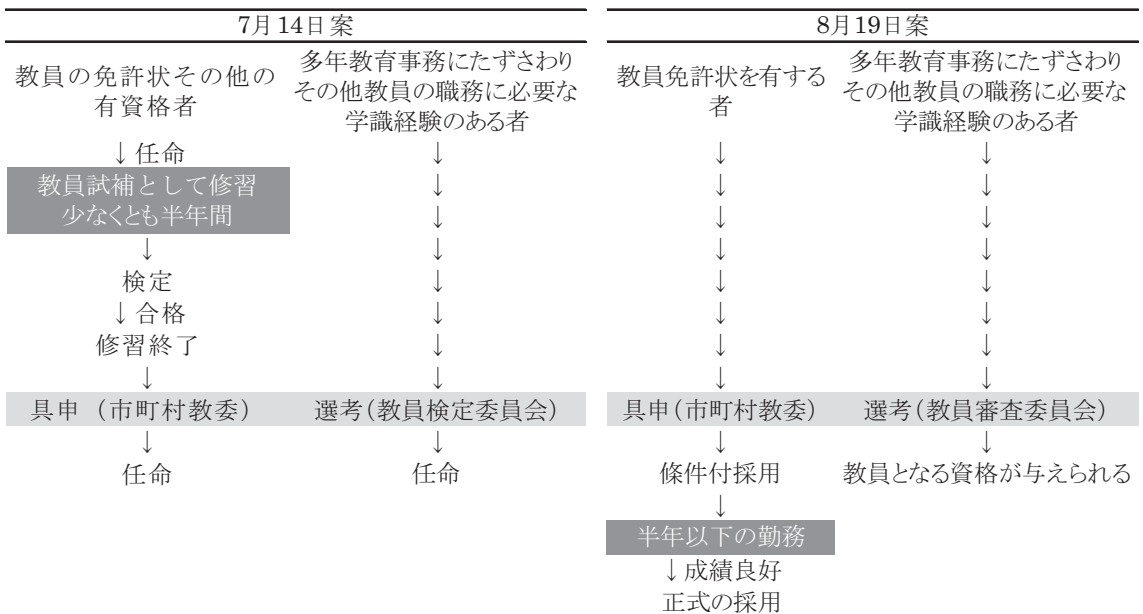 7月14日案
教員の免許状その他の
有資格者
↓任命
教員試補として修習
少なくとも半年間
↓
検定
↓合格
修習終了
↓
具申（市町村教委）
↓
任命
多年教育事務にたずさわり
その他教員の職務に必要な
学識経験のある者
↓
↓
↓
↓
↓
↓
↓
↓
選考（教員検定委員会）
↓
任命
8月19日案
教員免許状を有する
者
↓
↓
↓
↓
↓
↓
↓
↓
具申（市町村教委）
↓
條件付採用
↓
半年以下の勤務
↓成績良好
正式の採用
多年教育事務にたずさわり
その他教員の職務に必要な
学識経験のある者
↓
↓
↓
↓
↓
↓
↓
↓
選考（教員審査委員会）
↓
教員となる資格が与えられる